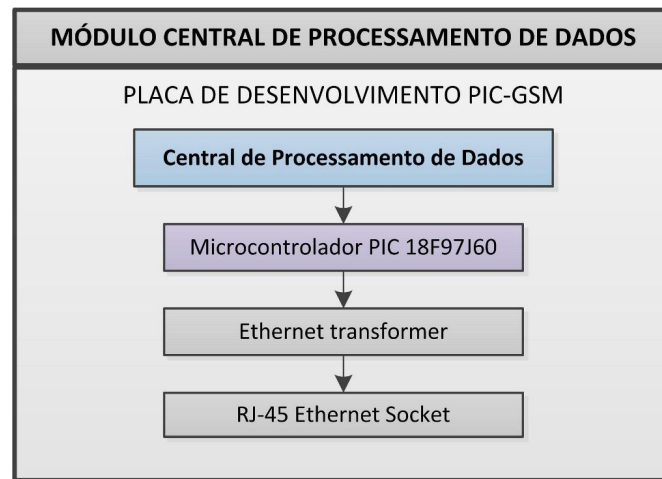 MÓDULO CENTRAL DE PROCESSAMENTO DE DADOS
PLACA DE DESENVOLVIMENTO PIC-GSM
Central de Processamento de Dados
Microcontrolador PIC 18F97J60
Ethernet transformer
RJ-45 Ethernet Socket